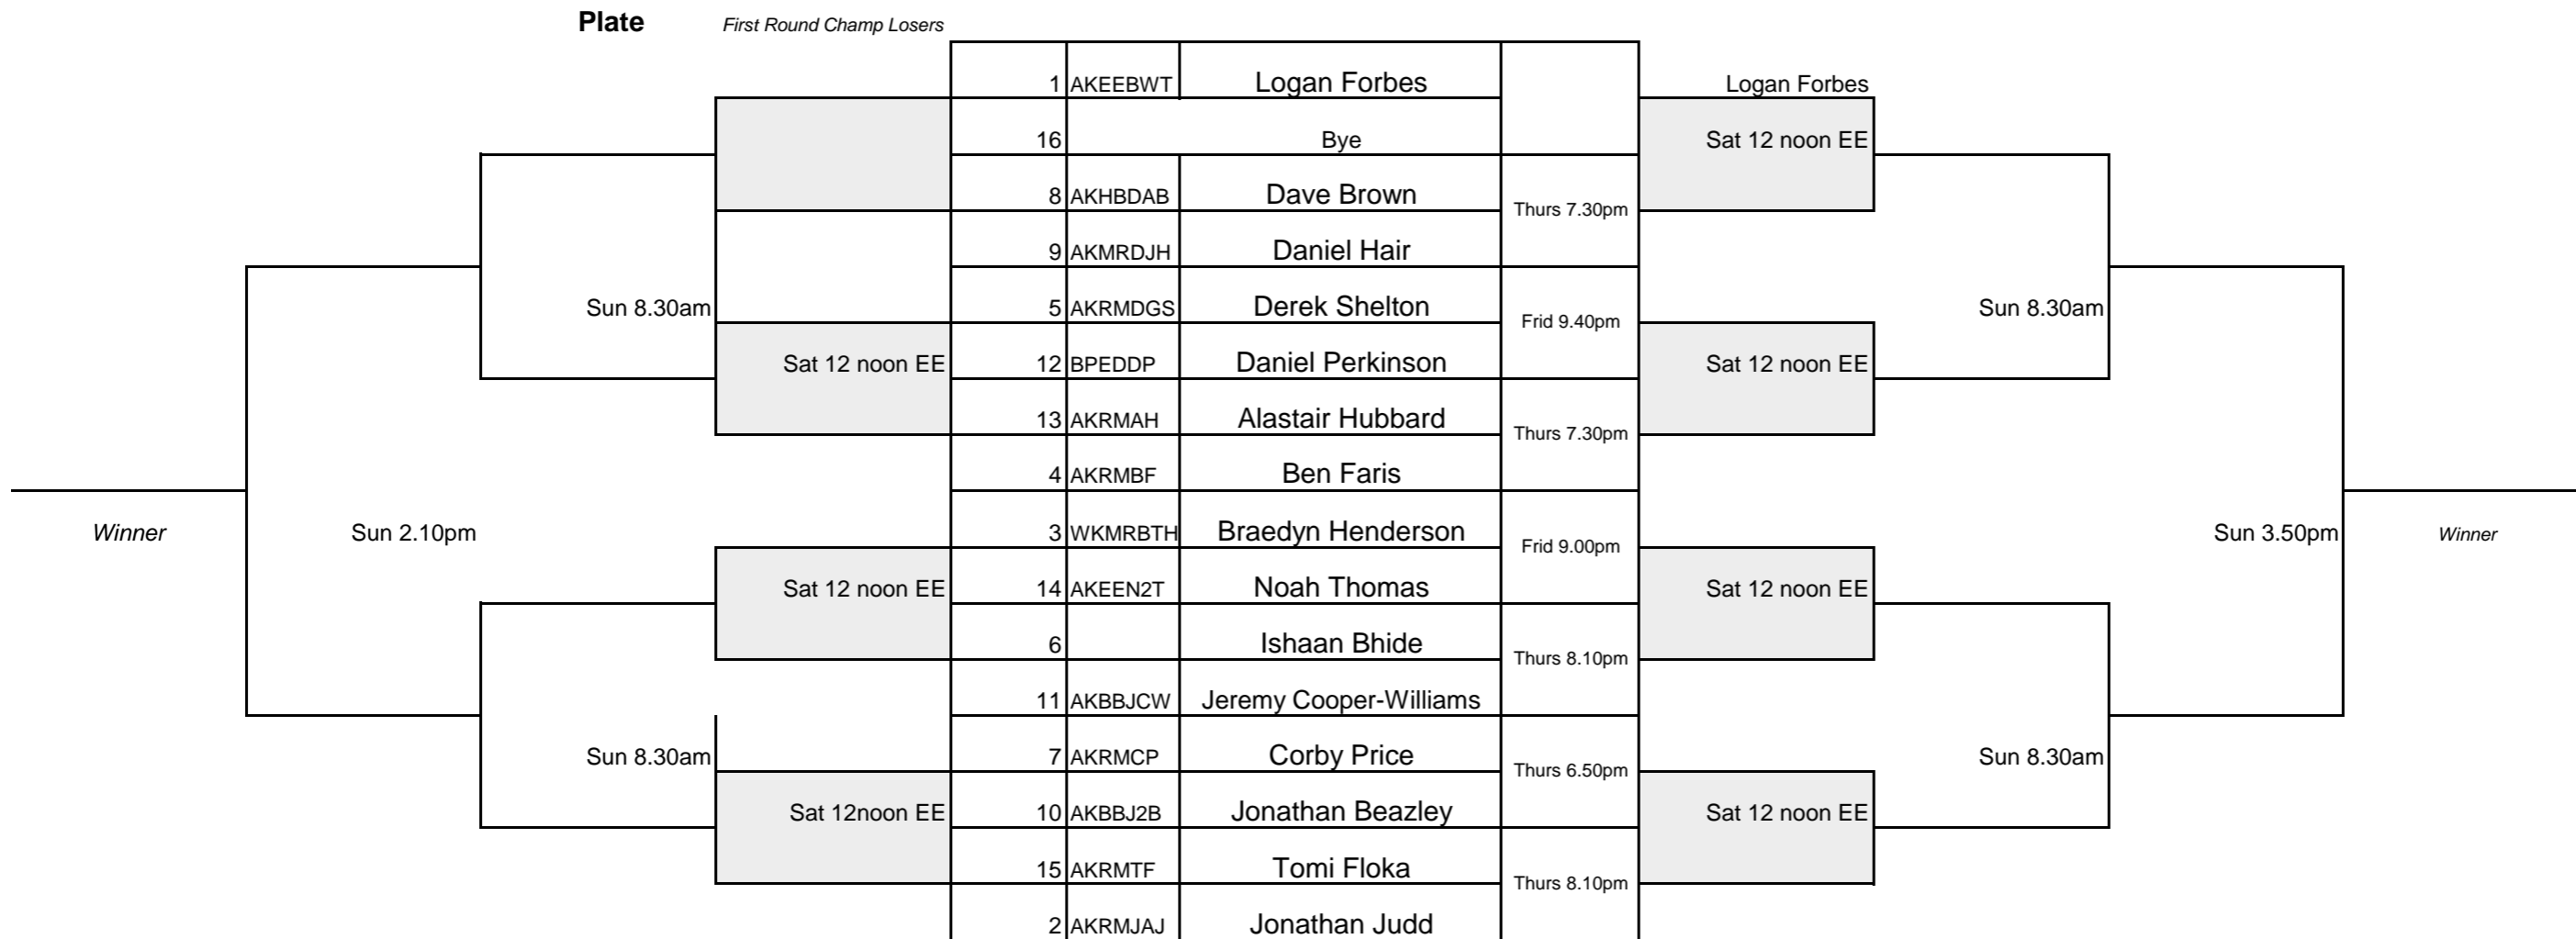 Plate First Round Champ Losers
1 AKEEBWT Logan Forbes Logan Forbes
16 Bye Sat 12 noon EE
8 AKHBDAB Dave Brown
Thurs 7.30pm
9 AKMRDJH Daniel Hair
Sun 8.30am 5 AKRMDGS Derek Shelton Sun 8.30am
Frid 9.40pm
Sat 12 noon EE 12 BPEDDP Daniel Perkinson Sat 12 noon EE
13 AKRMAH Alastair Hubbard
Thurs 7.30pm
4 AKRMBF Ben Faris
Winner Sun 2.10pm 3 WKMRBTH Braedyn Henderson Sun 3.50pm Winner
Frid 9.00pm
Sat 12 noon EE 14 AKEEN2T Noah Thomas Sat 12 noon EE
6 Ishaan Bhide
Thurs 8.10pm
11 AKBBJCW Jeremy Cooper-Williams
Sun 8.30am 7 AKRMCP Corby Price Sun 8.30am
Thurs 6.50pm
Sat 12noon EE 10 AKBBJ2B Jonathan Beazley Sat 12 noon EE
15 AKRMTF Tomi Floka
Thurs 8.10pm
2 AKRMJAJ Jonathan Judd